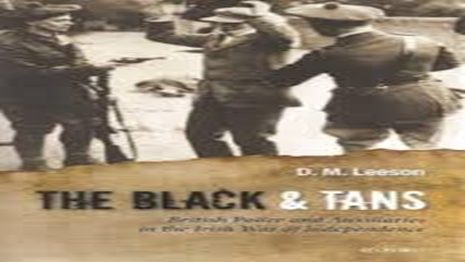 D. M. Leeson
THE BLACK & TANS
British Police and Auxiliaries
in the Irish War of Independence